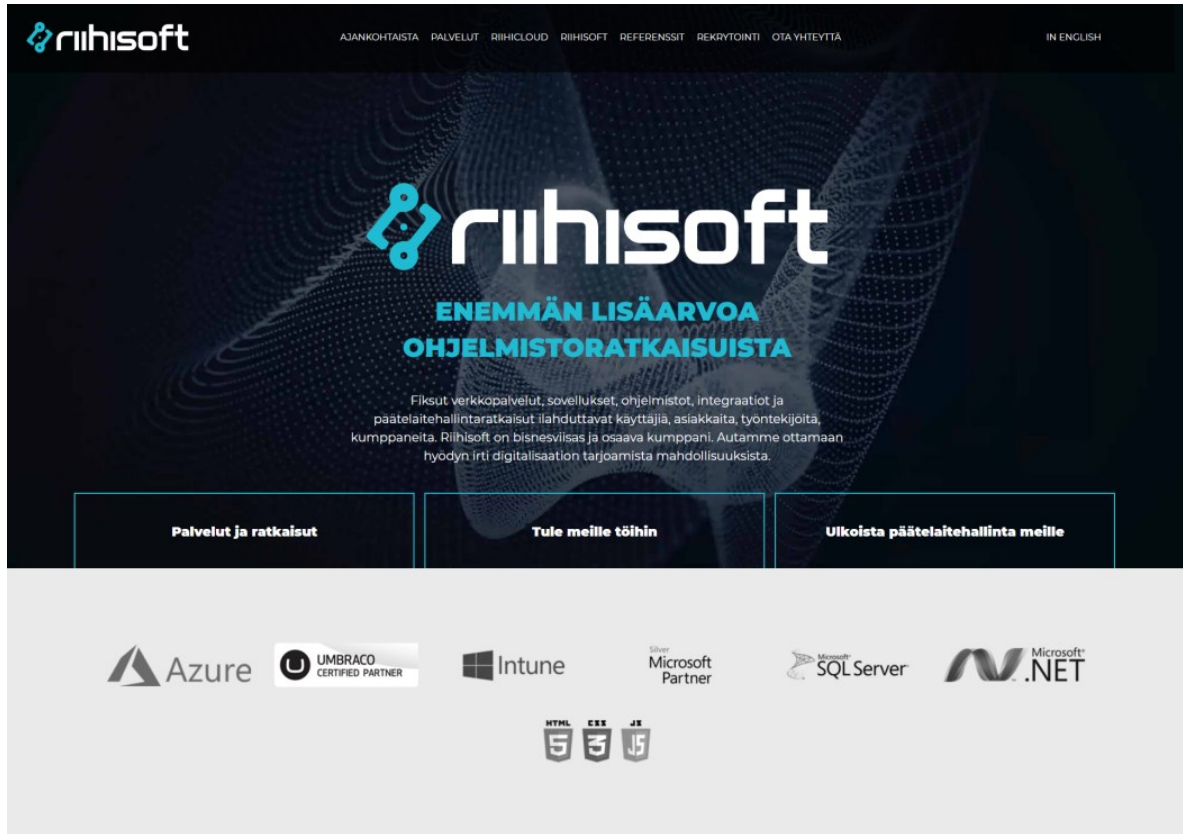 riihisoft
AJANKOHTAISTA PALVELUT RIIHICLOUD RIIHISOFT REFERENSSIT REKRYTOINTI OTA YHTEYTTÄ
IN ENGLISH
riihisoft
ENEMMÄN LISÄARVOA
OHJELMISTORATKAISUISTA
Fiksut verkkopalvelut, sovellukset, ohjelmistot, integraatiot ja
päätelaitehallintaratkaisut ilahduttavat käyttäjiä, asiakkaita, työntekijöitä,
kumppaneita. Riihisoft on bisnesviisas ja osaava kumppani. Autamme ottamaan
hyödyn irti digitalisaation tarjoamista mahdollisuuksista.
Palvelut ja ratkaisut
Tule meille töihin
Ulkoista päätelaitehallinta meille
Azure
UMBRACO
CERTIFIED PARTNER
Intune
Silver
Microsoft
Partner
Microsoft
SQL Server
Microsoft
.NET
HTML CSS JS
5 3 JS